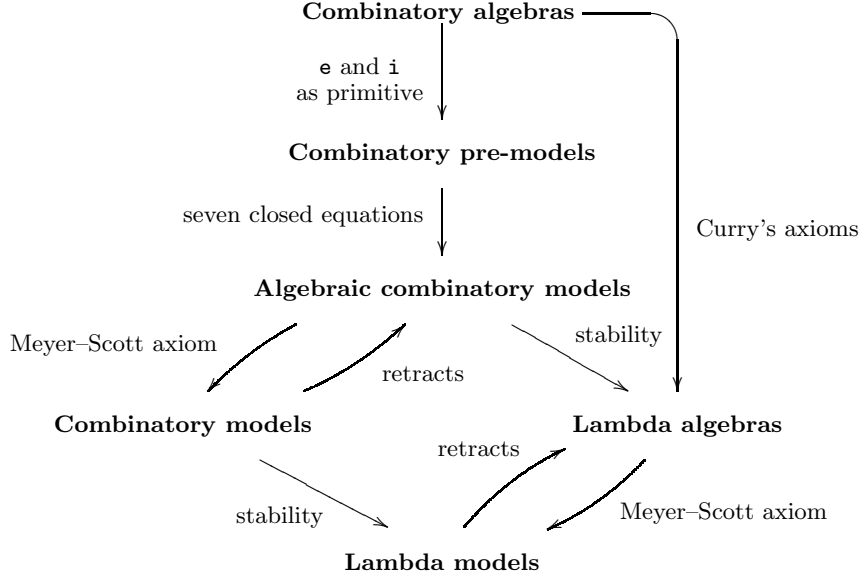 Combinatory algebras
e and i
as primitive
Combinatory pre-models
seven closed equations
Curry's axioms
Algebraic combinatory models
Meyer–Scott axiom
retracts
stability
Combinatory models
Lambda algebras
retracts
stability
Meyer–Scott axiom
Lambda models